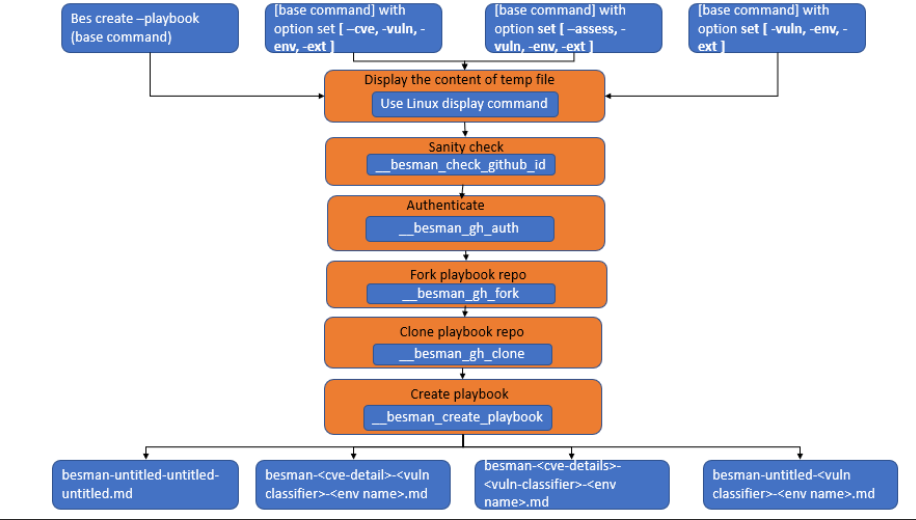 Bes create –playbook
(base command)
[base command] with
option set [ –cve, -vuln, -
env, -ext ]
[base command] with
option set [ –assess, -
vuln, -env, -ext ]
[base command] with
option set [ -vuln, -env, -
ext ]
Display the content of temp file
Use Linux display command
Sanity check
__besman_check_github_id
Authenticate
__besman_gh_auth
Fork playbook repo
__besman_gh_fork
Clone playbook repo
__besman_gh_clone
Create playbook
__besman_create_playbook
besman-untitled-untitled-
untitled.md
besman-<cve-detail>-<vuln
classifier>-<env name>.md
besman-<cve-details>-
<vuln-classifier>-<env
name>.md
besman-untitled-<vuln
classifier>-<env name>.md